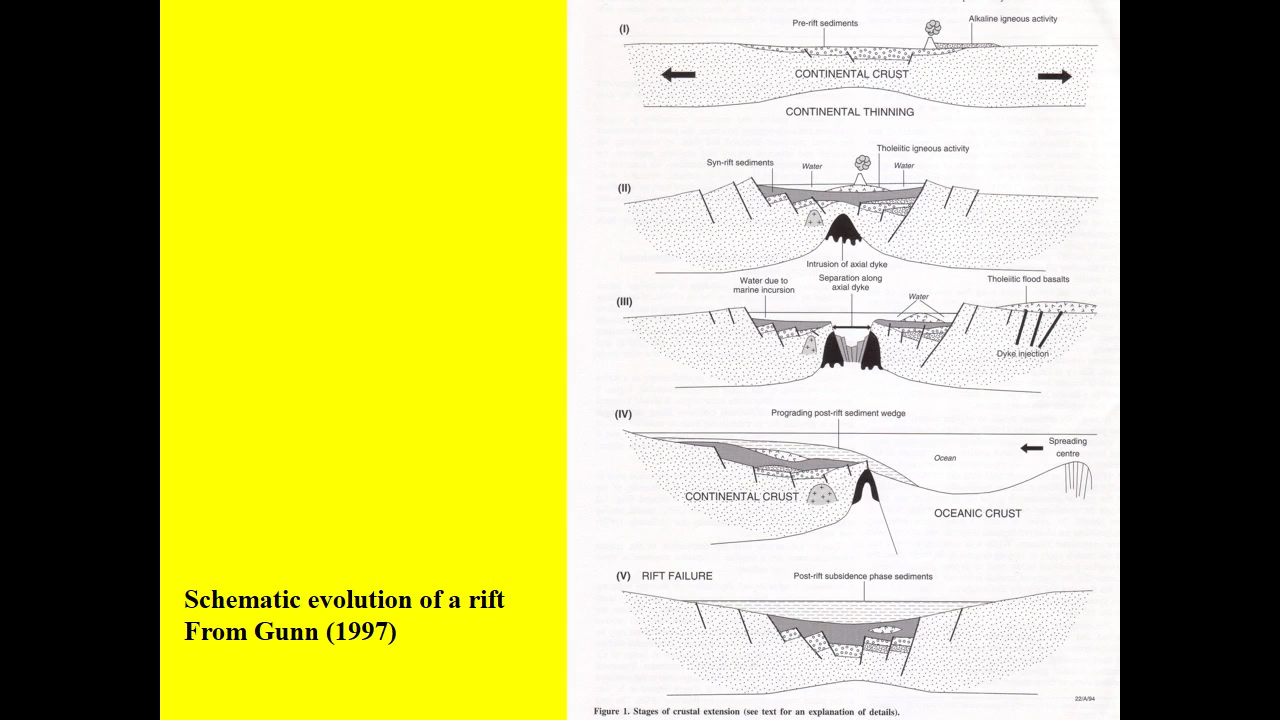 Schematic evolution of a rift
From Gunn (1997)
(I)
Pre-rift sediments
Alkaline igneous activity
CONTINENTAL CRUST
CONTINENTAL THINNING
(II)
Syn-rift sediments
Water
Tholeiitic igneous activity
Water
Intrusion of axial dyke
(III)
Water due to
marine incursion
Separation along
axial dyke
Water
Tholeiitic flood basalts
Dyke injection
(IV)
Prograding post-rift sediment wedge
Ocean
Spreading
centre
CONTINENTAL CRUST
OCEANIC CRUST
(V) RIFT FAILURE
Post-rift subsidence phase sediments
22/A/94
Figure 1. Stages of crustal extension (see text for an explanation of details).